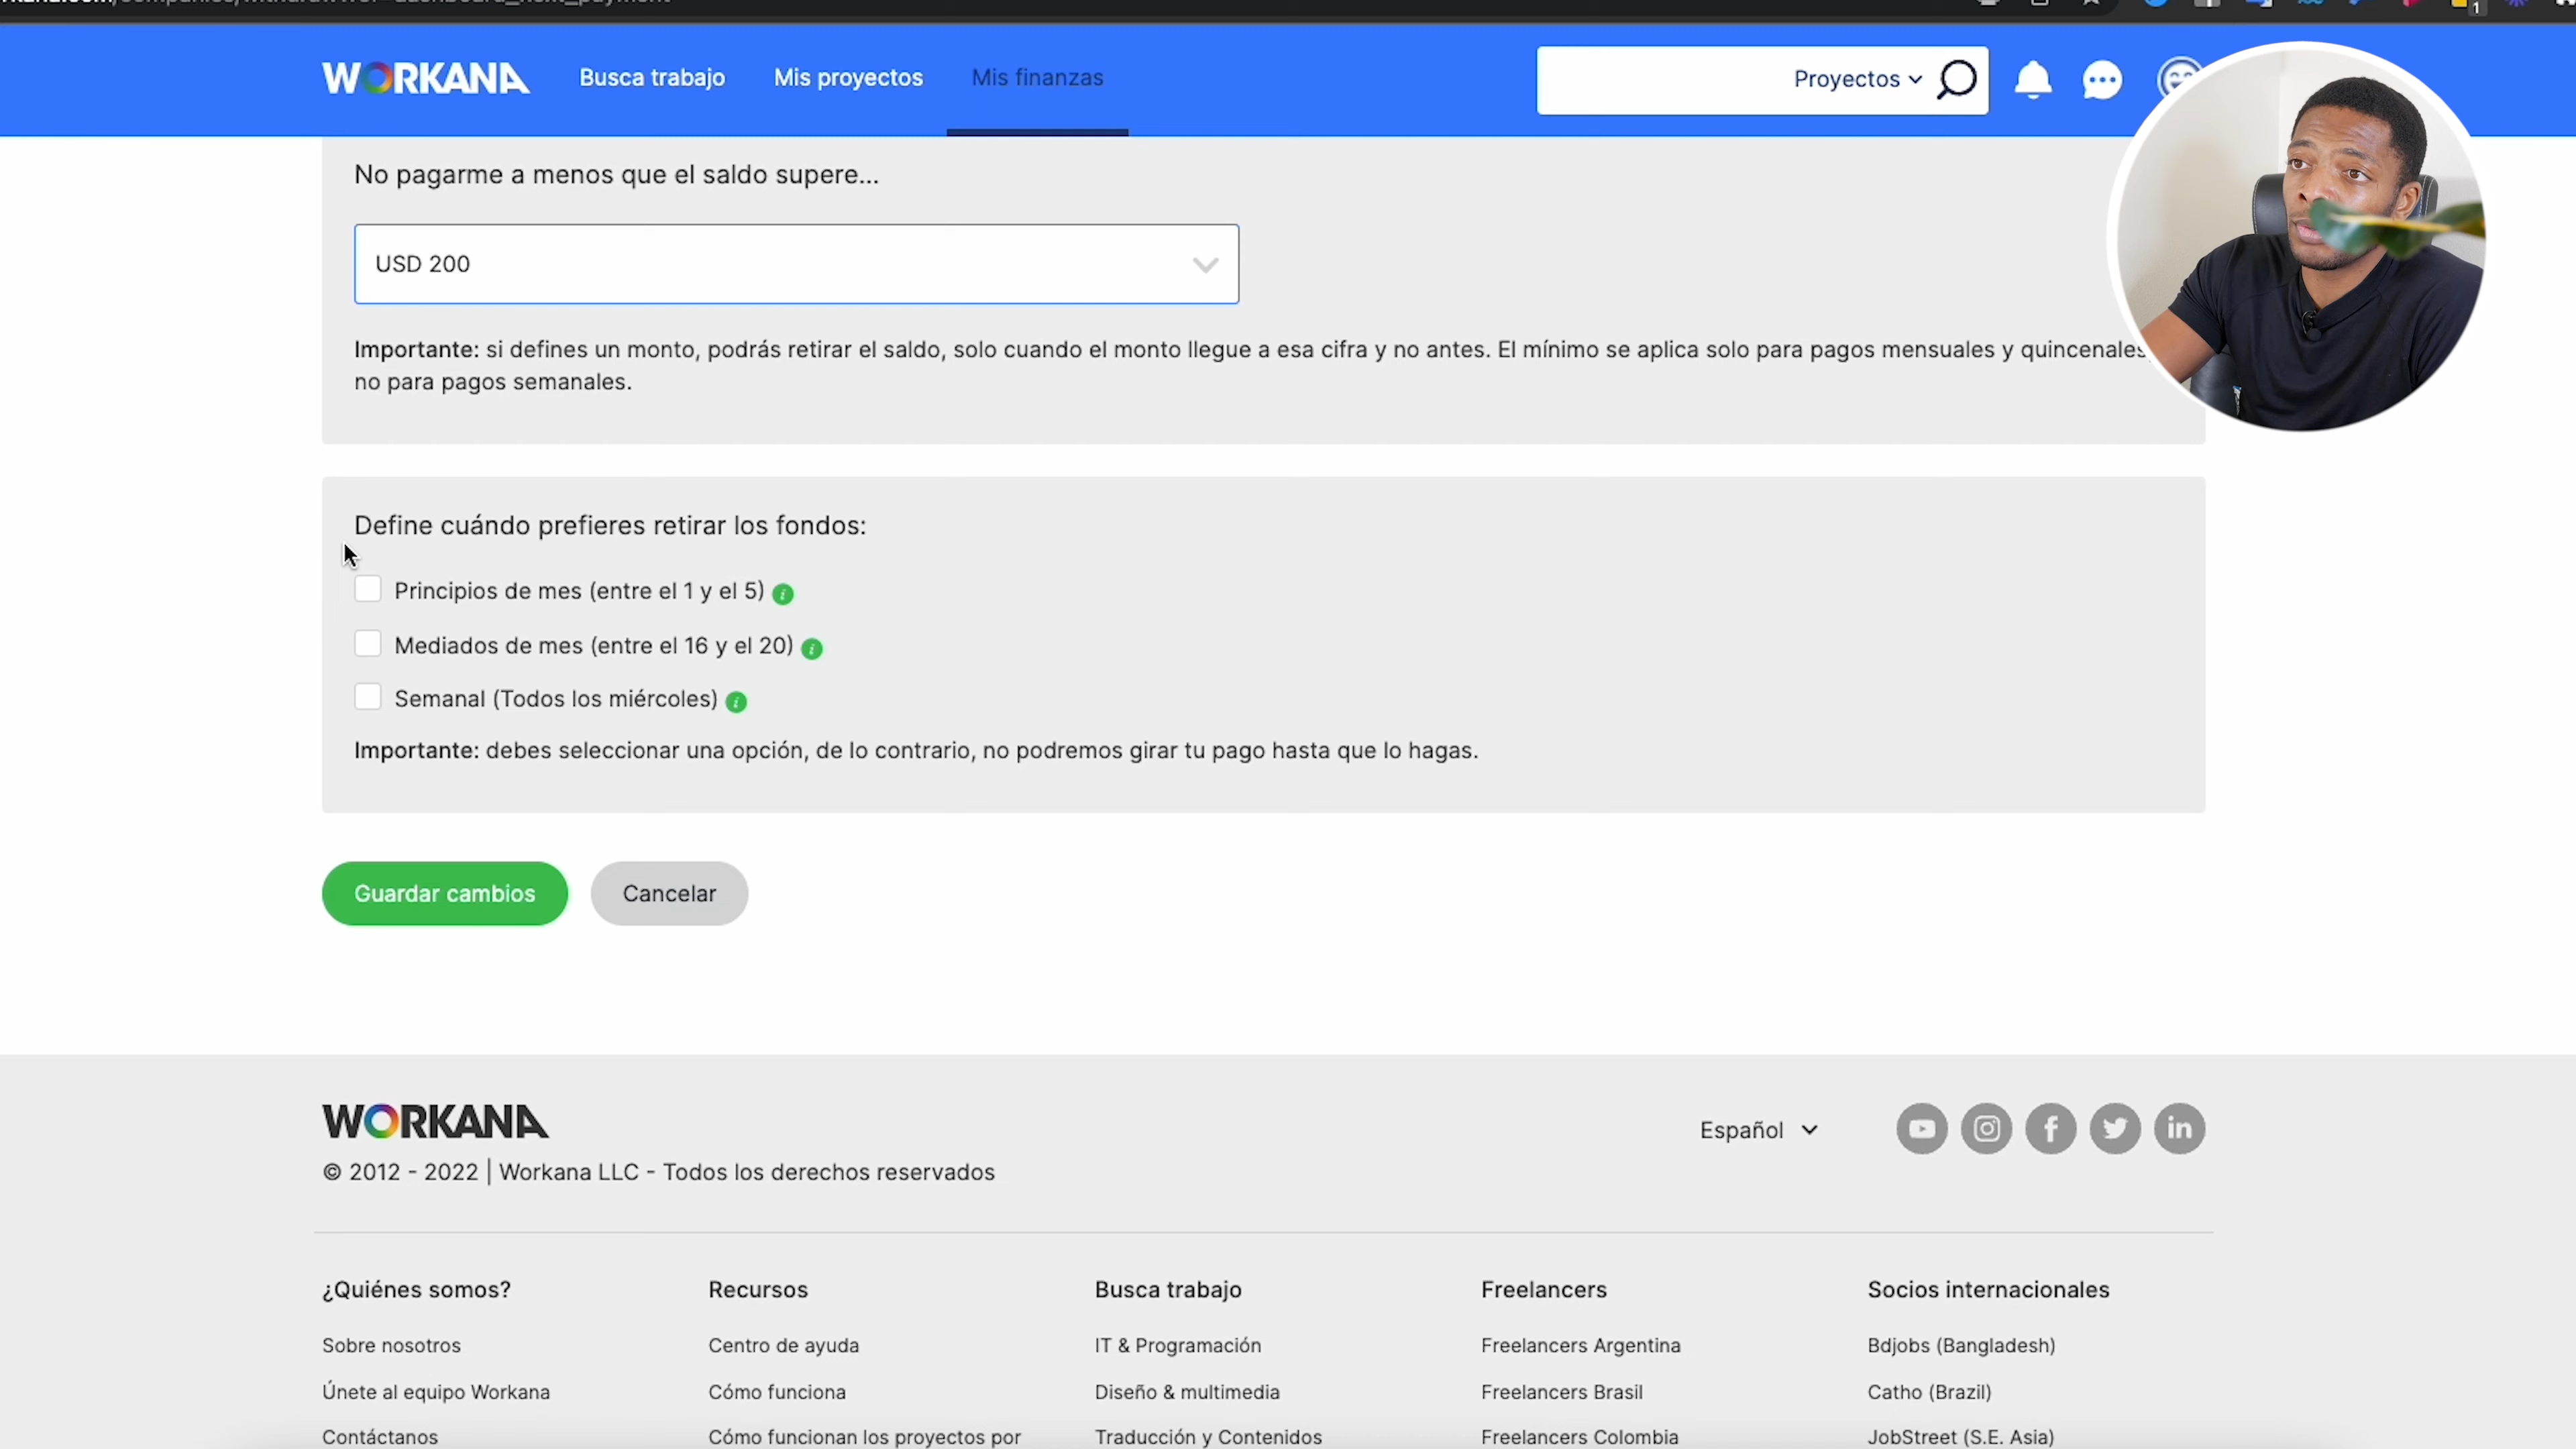 WORKANA Busca trabajo Mis proyectos Mis finanzas Proyectos 1
No pagarme a menos que el saldo supere...
USD 200
Importante: si defines un monto, podrás retirar el saldo, solo cuando el monto llegue a esa cifra y no antes. El mínimo se aplica solo para pagos mensuales y quincenales
no para pagos semanales.
Define cuándo prefieres retirar los fondos:
Principios de mes (entre el 1 y el 5) i
Mediados de mes (entre el 16 y el 20) i
Semanal (Todos los miércoles) i
Importante: debes seleccionar una opción, de lo contrario, no podremos girar tu pago hasta que lo hagas.
Guardar cambios Cancelar
WORKANA
Español
© 2012 - 2022 | Workana LLC - Todos los derechos reservados
¿Quiénes somos? Recursos Busca trabajo Freelancers Socios internacionales
Sobre nosotros Centro de ayuda IT & Programación Freelancers Argentina Bdjobs (Bangladesh)
Únete al equipo Workana Cómo funciona Diseño & multimedia Freelancers Brasil Catho (Brazil)
Contáctanos Cómo funcionan los proyectos por Traducción y Contenidos Freelancers Colombia JobStreet (S.E. Asia)